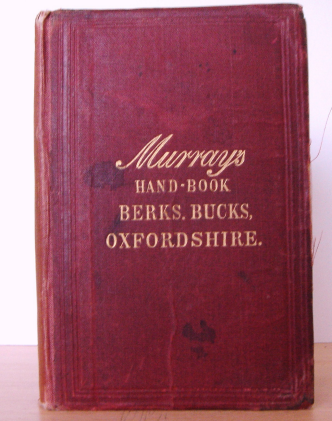 Murray's
HAND-BOOK
BERKS. BUCKS,
OXFORDSHIRE.